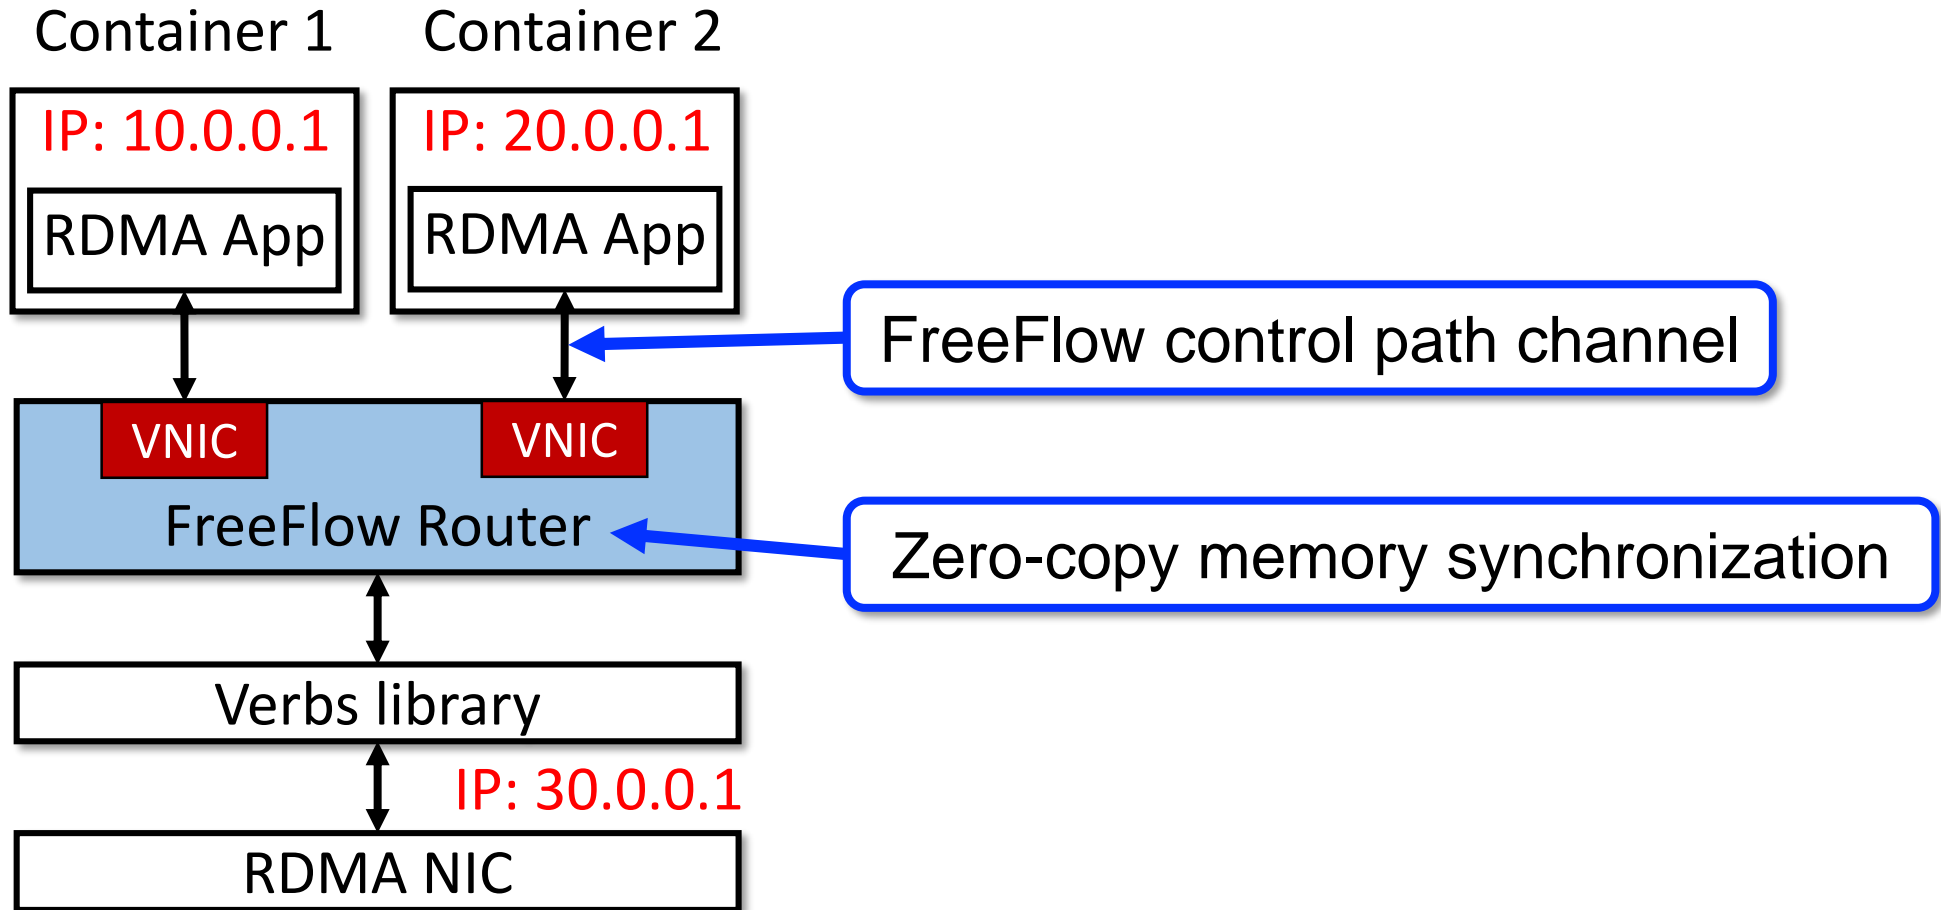 Container 1
Container 2
IP: 10.0.0.1
IP: 20.0.0.1
RDMA App
RDMA App
FreeFlow control path channel
VNIC
VNIC
FreeFlow Router
Zero-copy memory synchronization
Verbs library
IP: 30.0.0.1
RDMA NIC